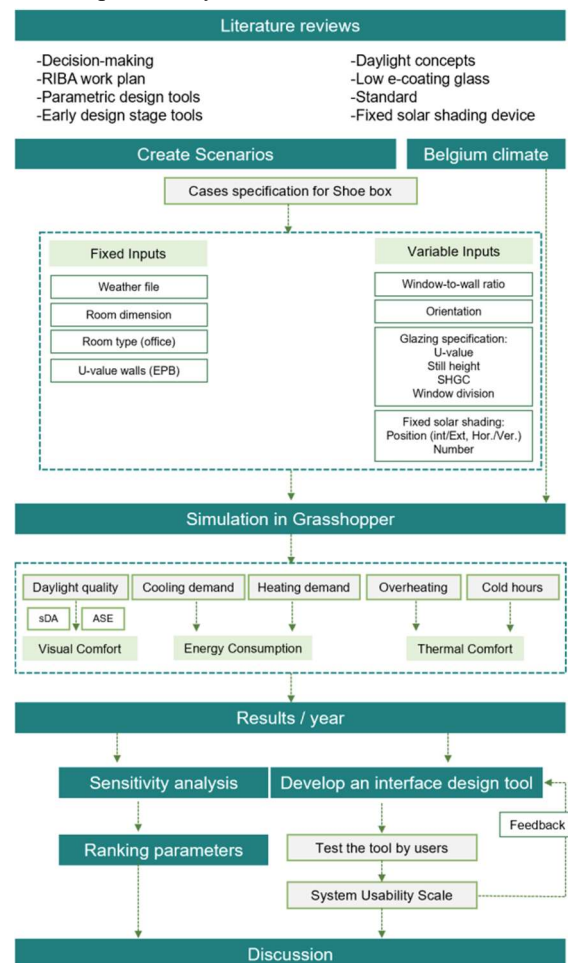 Literature reviews
-Decision-making
-RIBA work plan
-Parametric design tools
-Early design stage tools
-Daylight concepts
-Low e-coating glass
-Standard
-Fixed solar shading device
Create Scenarios
Belgium climate
Cases specification for Shoe box
Fixed Inputs
Weather file
Room dimension
Room type (office)
U-value walls (EPB)
Variable Inputs
Window-to-wall ratio
Orientation
Glazing specification:
U-value
Still height
SHGC
Window division
Fixed solar shading:
Position (int/Ext, Hor./Ver.)
Number
Simulation in Grasshopper
Daylight quality
Cooling demand
Heating demand
Overheating
Cold hours
sDA
ASE
Visual Comfort
Energy Consumption
Thermal Comfort
Results / year
Sensitivity analysis
Develop an interface design tool
Feedback
Ranking parameters
Test the tool by users
System Usability Scale
Discussion